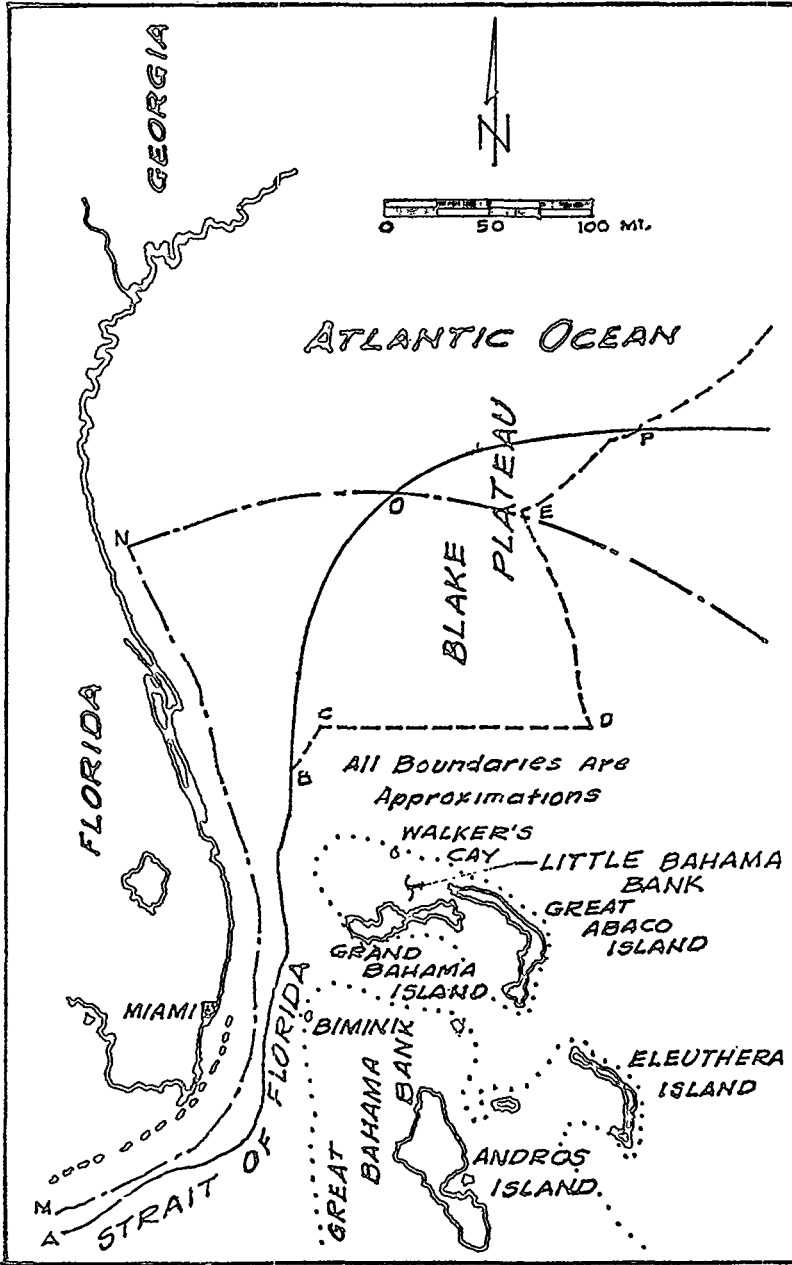 GEORGIA
N
0 50 100 MI.
ATLANTIC OCEAN
P
N
O
E
BLAKE
PLATEAU
FLORIDA
C
D
B
All Boundaries Are
Approximations
WALKER'S
CAY
LITTLE BAHAMA
BANK
GREAT
ABACO
ISLAND
GRAND
BAHAMA
ISLAND
MIAMI
BIMINI
ELEUTHERA
ISLAND
GREAT
BAHAMA
BANK
ANDROS
ISLAND.
M
A
STRAIT OF FLORIDA